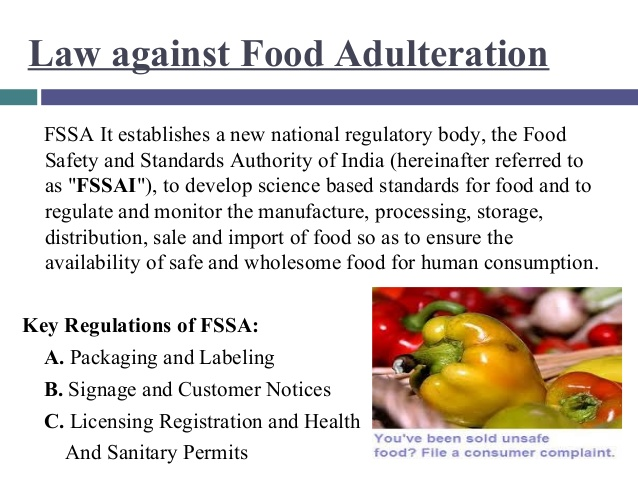 Law against Food Adulteration
FSSA It establishes a new national regulatory body, the Food
Safety and Standards Authority of India (hereinafter referred to
as "FSSAI"), to develop science based standards for food and to
regulate and monitor the manufacture, processing, storage,
distribution, sale and import of food so as to ensure the
availability of safe and wholesome food for human consumption.
Key Regulations of FSSA:
A. Packaging and Labeling
B. Signage and Customer Notices
C. Licensing Registration and Health
And Sanitary Permits
You've been sold unsafe
food? File a consumer complaint.